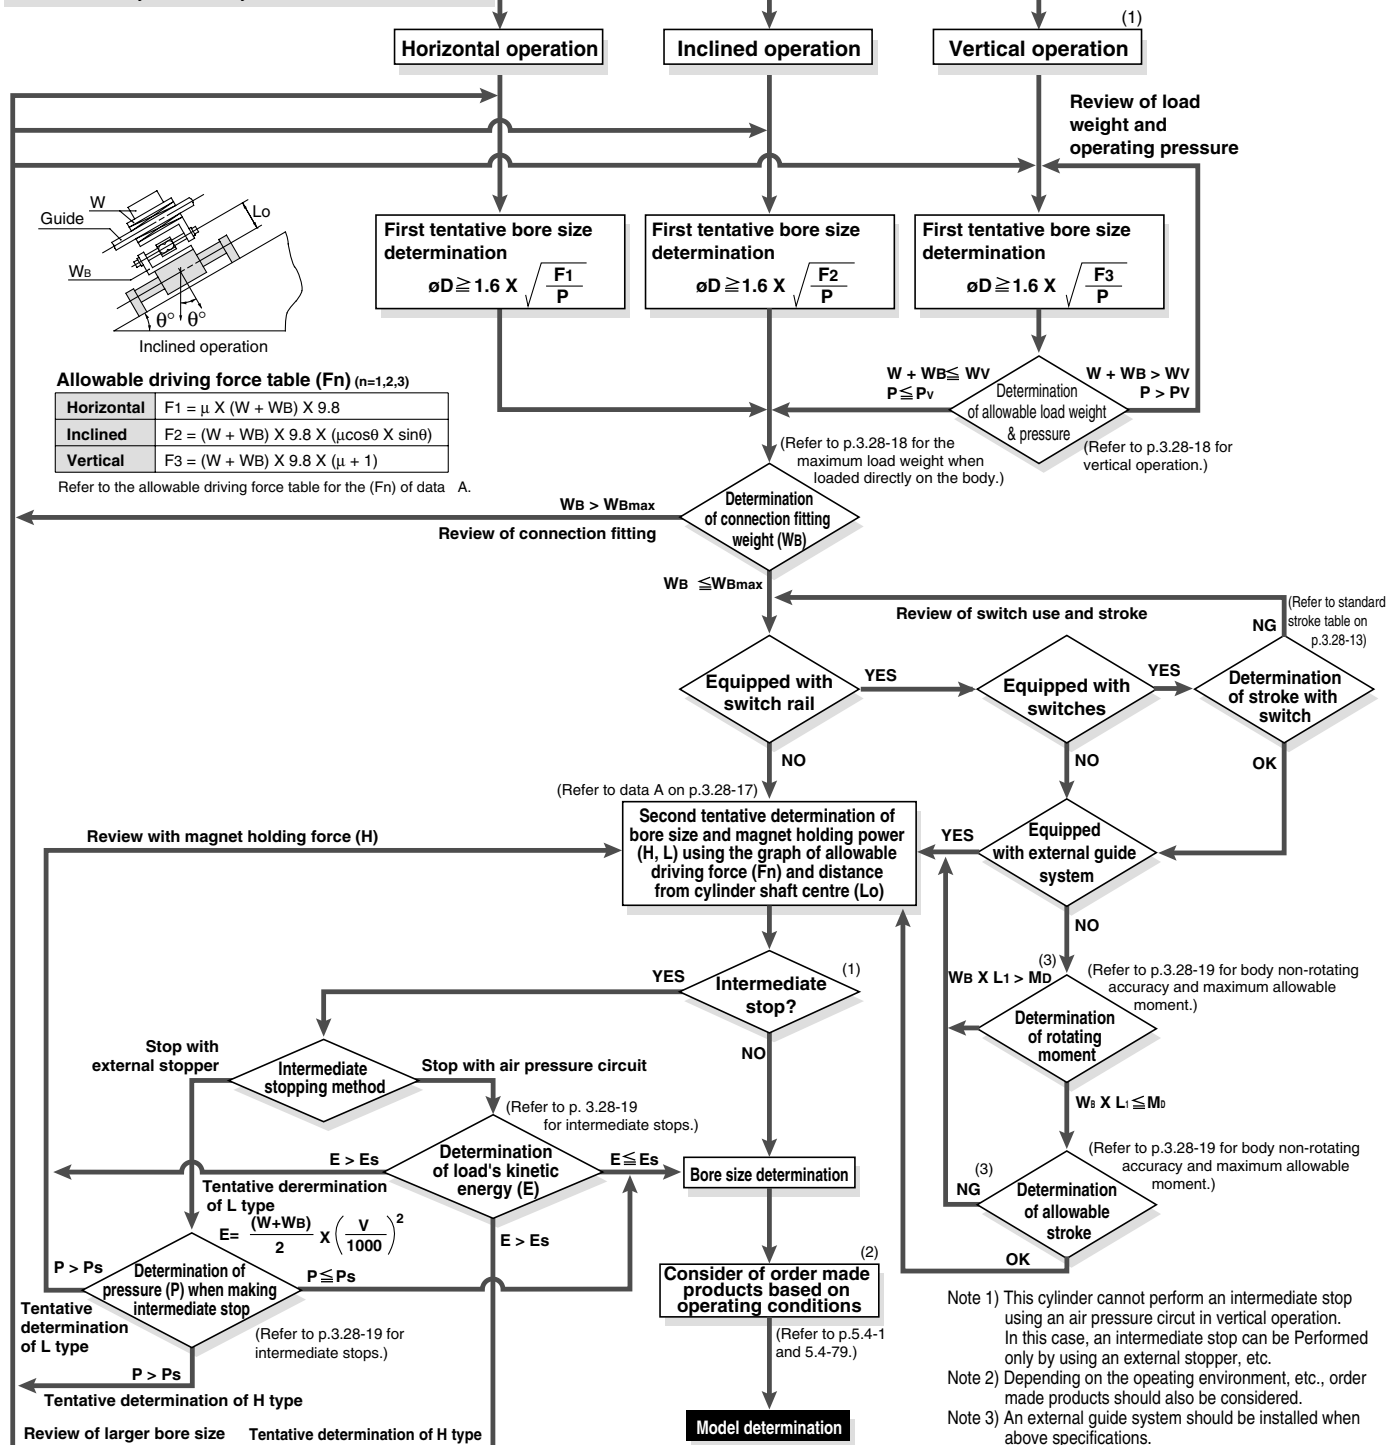 (1)
Horizontal operation
Inclined operation
Vertical operation
Review of load
weight and
operating pressure
W
Guide
Lo
WB
θ° θ°
Inclined operation
First tentative bore size
determination
øD≧1.6 X √ F1 / P
First tentative bore size
determination
øD≧1.6 X √ F2 / P
First tentative bore size
determination
øD≧1.6 X √ F3 / P
W + WB≦ WV
P≦PV
Determination
of allowable load weight
& pressure
W + WB > WV
P > PV
Allowable driving force table (Fn) (n=1,2,3)
Horizontal F1 = μ X (W + WB) X 9.8
Inclined F2 = (W + WB) X 9.8 X (μcosθ X sinθ)
Vertical F3 = (W + WB) X 9.8 X (μ + 1)
Refer to the allowable driving force table for the (Fn) of data A.
(Refer to p.3.28-18 for the
maximum load weight when
loaded directly on the body.)
(Refer to p.3.28-18 for
vertical operation.)
WB > WBmax
Review of connection fitting
Determination
of connection fitting
weight (WB)
WB ≦WBmax
Review of switch use and stroke
(Refer to standard
stroke table on
p.3.28-13)
NG
Equipped with
switch rail
YES
Equipped with
switches
YES
Determination
of stroke with
switch
NO
NO
OK
(Refer to data A on p.3.28-17)
Second tentative determination of
bore size and magnet holding power
(H, L) using the graph of allowable
driving force (Fn) and distance
from cylinder shaft centre (Lo)
Review with magnet holding force (H)
YES
Equipped
with external guide
system
NO
(3)
WB X L1 > MD
(Refer to p.3.28-19 for body non-rotating
accuracy and maximum allowable
moment.)
Determination
of rotating
moment
WB X L1≦MD
(Refer to p.3.28-19 for body non-rotating
accuracy and maximum allowable
moment.)
(3)
NG
Determination
of allowable
stroke
OK
YES
Intermediate
stop?
(1)
NO
Stop with
external stopper
Intermediate
stopping method
Stop with air pressure circuit
(Refer to p. 3.28-19
for intermediate stops.)
E > Es
Determination
of load's kinetic
energy (E)
E≦Es
Tentative derermination
of L type
E= (W+WB) / 2 X ( V / 1000 ) 2
E > Es
Bore size determination
P > Ps
Determination of
pressure (P) when making
intermediate stop
P≦Ps
Tentative
determination
of L type
(Refer to p.3.28-19 for
intermediate stops.)
P > Ps
Tentative determination of H type
Review of larger bore size
Tentative determination of H type
(2)
Consider of order made
products based on
operating conditions
(Refer to p.5.4-1
and 5.4-79.)
Model determination
Note 1) This cylinder cannot perform an intermediate stop
using an air pressure circut in vertical operation.
In this case, an intermediate stop can be Performed
only by using an external stopper, etc.
Note 2) Depending on the opeating environment, etc., order
made products should also be considered.
Note 3) An external guide system should be installed when
above specifications.